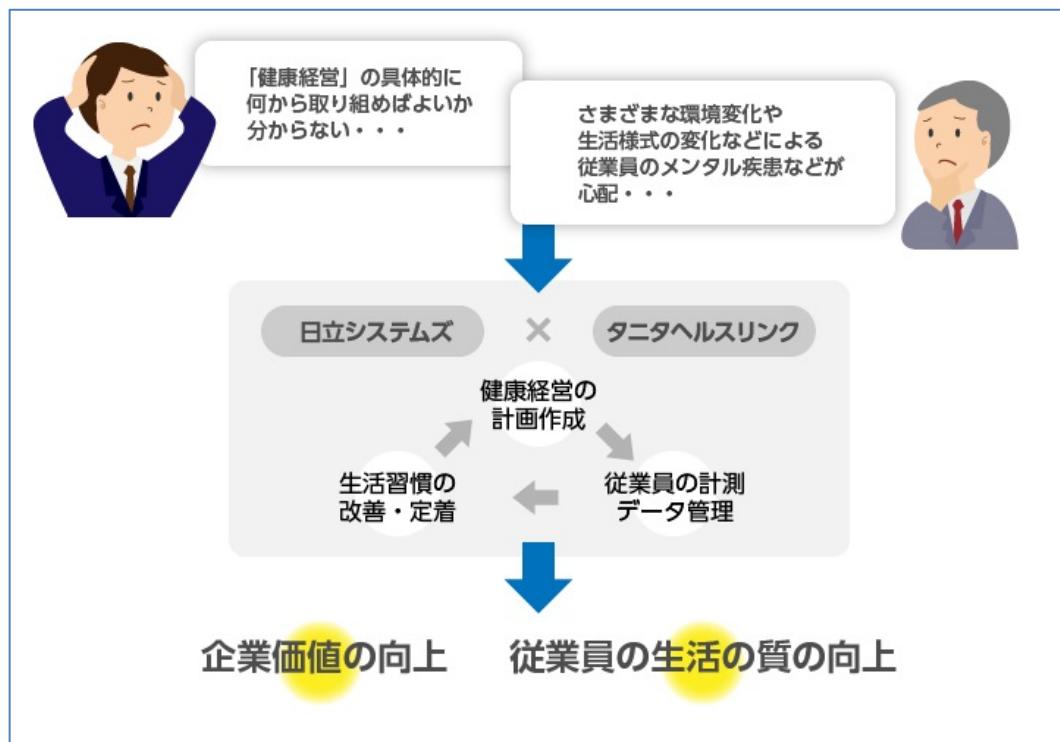 「健康経営」の具体的に
何から取り組めばよいか
分からない・・・
さまざまな環境変化や
生活様式の変化などによる
従業員のメンタル疾患などが
心配・・・
日立システムズ
×
タニタヘルスリンク
健康経営の
計画作成
生活習慣の
改善・定着
従業員の計測
データ管理
企業価値の向上
従業員の生活の質の向上